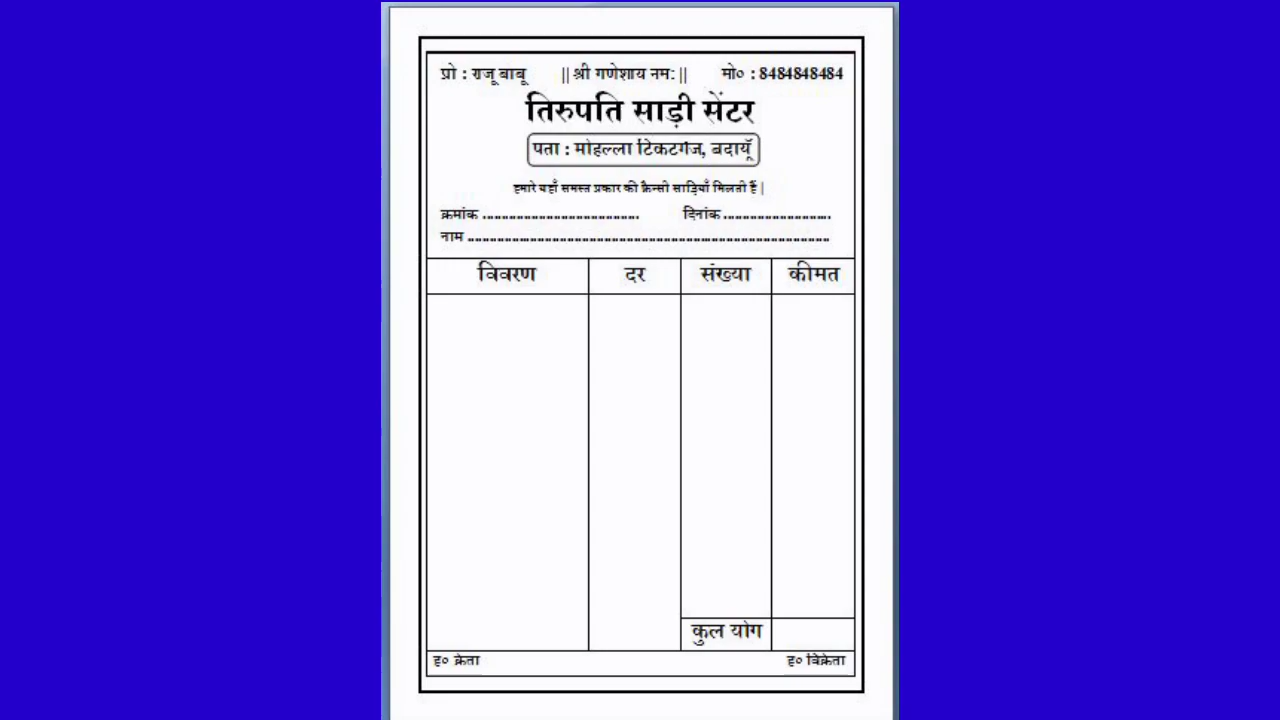 प्रो : राजू बाबू || श्री गणेशाय नम: || मो० : 8484848484
तिरुपति साड़ी सेंटर
पता : मोहल्ला टिकटगंज, बदायूँ
हमारे यहाँ समस्त प्रकार की फ़ैन्सी साड़ियाँ मिलती हैं |
क्रमांक ........................................ दिनांक ............................
नाम ..............................................................................................
विवरण दर संख्या कीमत
कुल योग
ह० क्रेता ह० विक्रेता